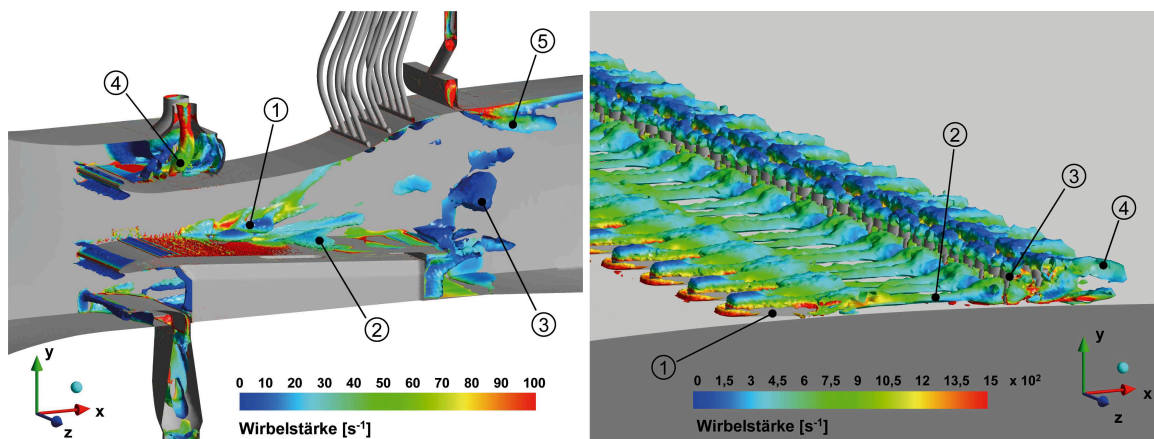 ④
①
⑤
②
③
y
x
z
0 10 20 30 40 50 60 70 80 90 100
Wirbelstärke [s⁻¹]
②
③
④
①
y
x
z
0 1,5 3 4,5 6 7,5 9 10,5 12 13,5 15 x 10²
Wirbelstärke [s⁻¹]